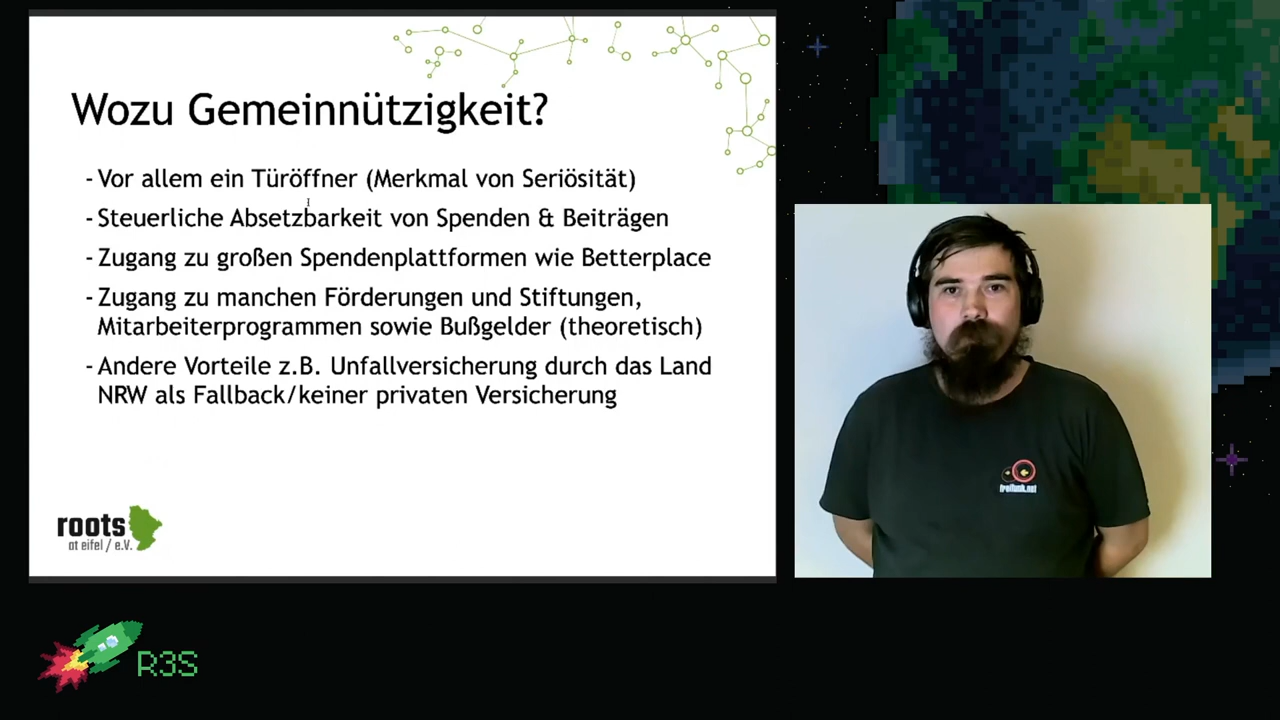 Wozu Gemeinnützigkeit?
- Vor allem ein Türöffner (Merkmal von Seriösität)
- Steuerliche Absetzbarkeit von Spenden & Beiträgen
- Zugang zu großen Spendenplattformen wie Betterplace
- Zugang zu manchen Förderungen und Stiftungen,
Mitarbeiterprogrammen sowie Bußgelder (theoretisch)
- Andere Vorteile z.B. Unfallversicherung durch das Land
NRW als Fallback/keiner privaten Versicherung
roots
at eifel / e.V.
freifunk.net
R3S